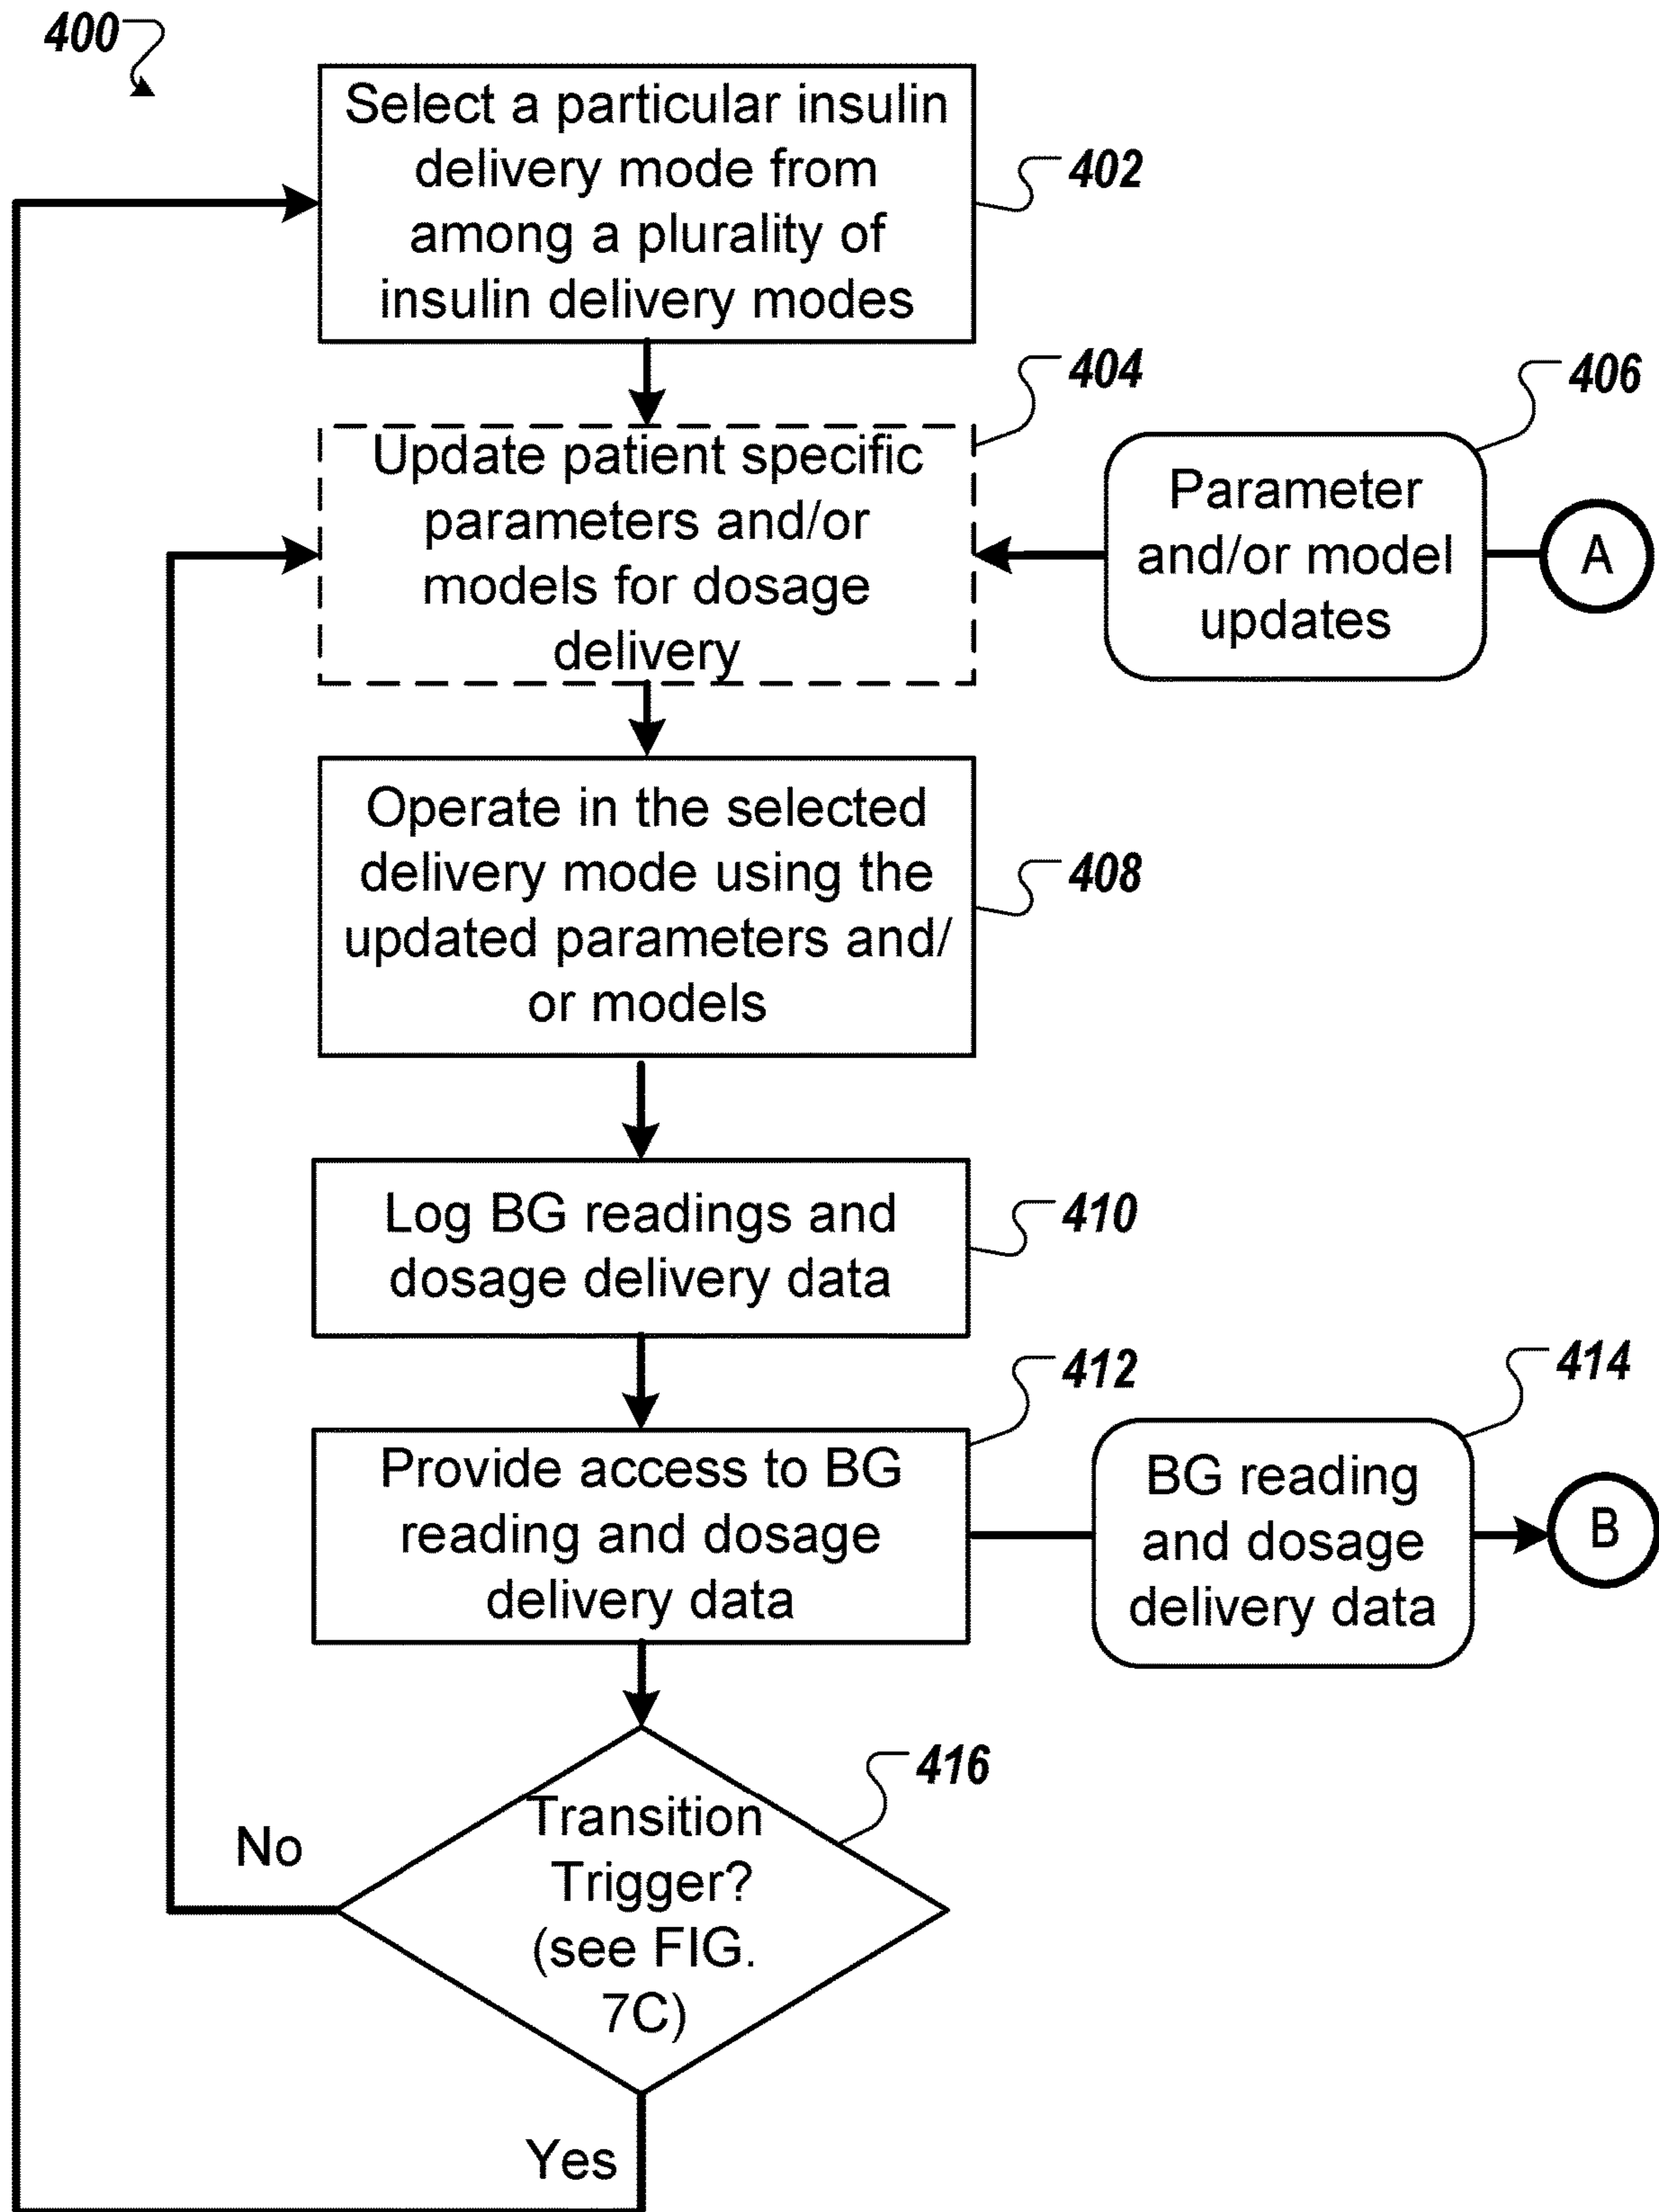 400
Select a particular insulin
delivery mode from
among a plurality of
insulin delivery modes
402
404
Update patient specific
parameters and/or
models for dosage
delivery
406
Parameter
and/or model
updates
A
Operate in the selected
delivery mode using the
updated parameters and/
or models
408
Log BG readings and
dosage delivery data
410
412
Provide access to BG
reading and dosage
delivery data
414
BG reading
and dosage
delivery data
B
416
Transition
Trigger?
(see FIG.
7C)
No
Yes